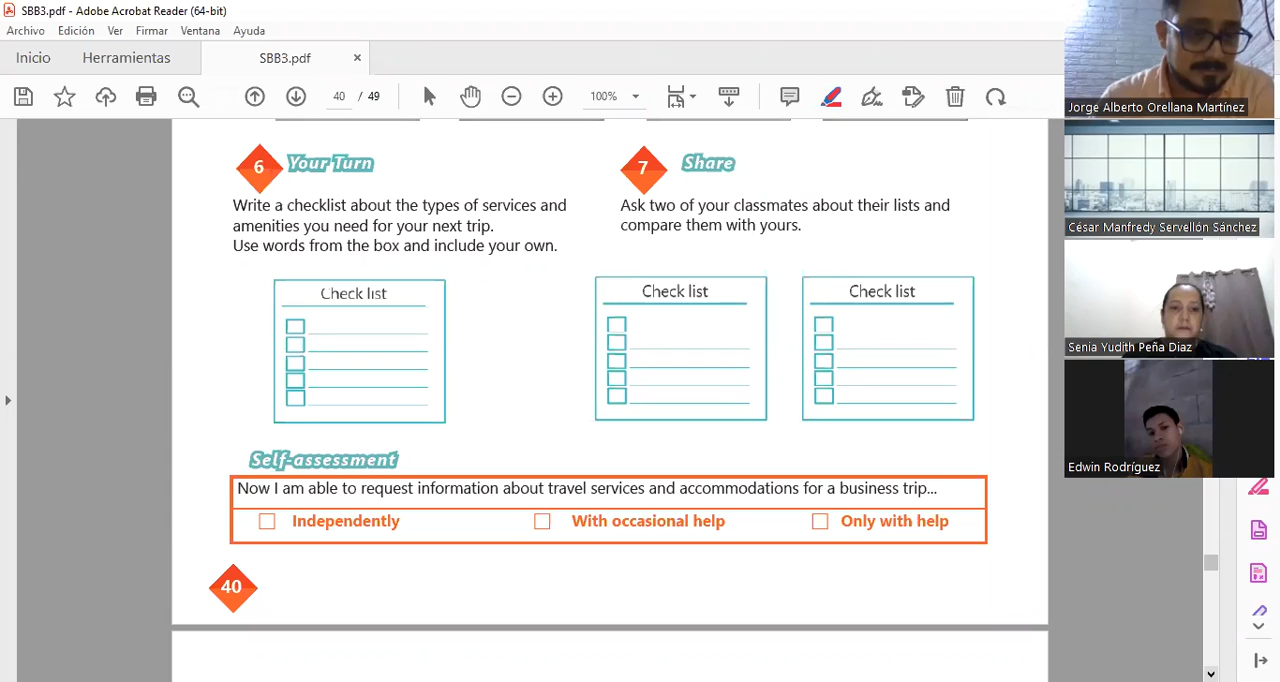 SBB3.pdf - Adobe Acrobat Reader (64-bit)
Archivo Edición Ver Firmar Ventana Ayuda
Inicio Herramientas SBB3.pdf ×
40 / 49 100%
6 Your Turn
Write a checklist about the types of services and
amenities you need for your next trip.
Use words from the box and include your own.
Check list
7 Share
Ask two of your classmates about their lists and
compare them with yours.
Check list
Check list
Self-assessment
Now I am able to request information about travel services and accommodations for a business trip...
Independently With occasional help Only with help
40
Jorge Alberto Orellana Martínez
César Manfredy Servellón Sánchez
Senia Yudith Peña Diaz
Edwin Rodríguez